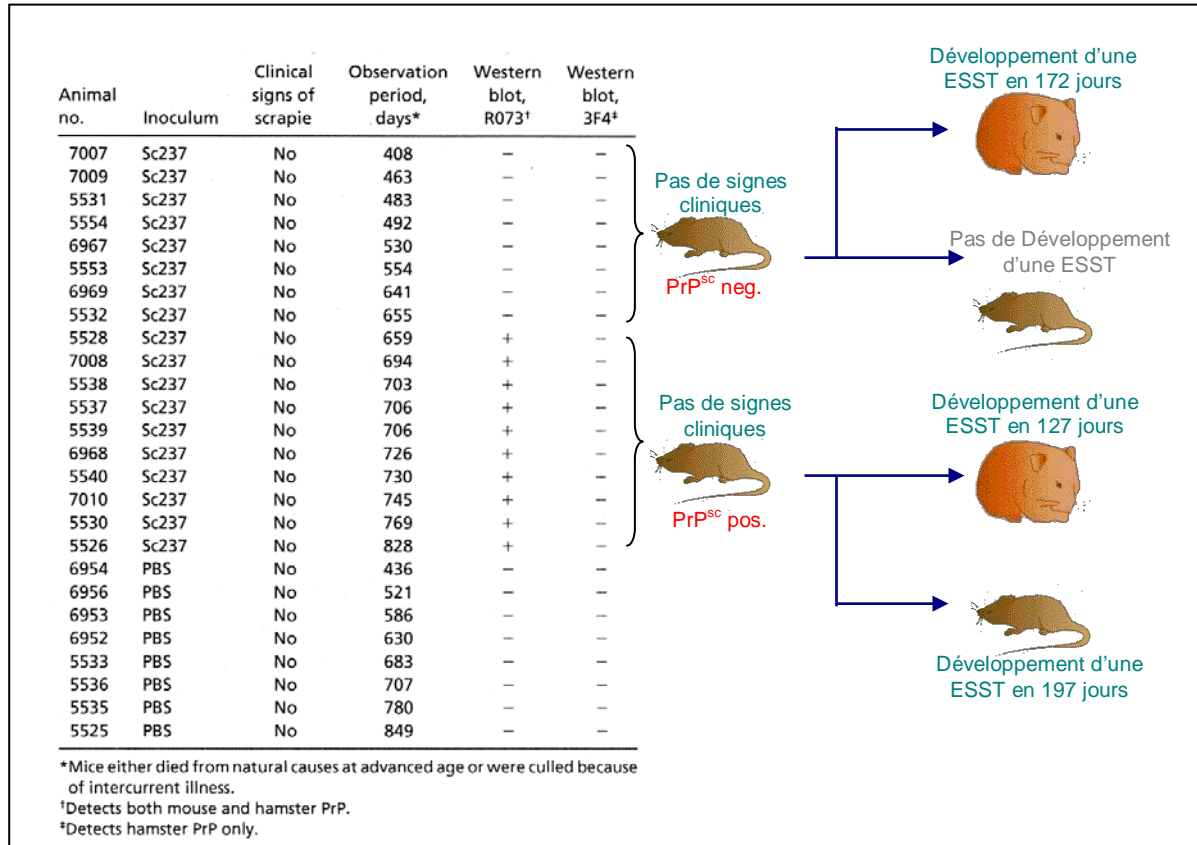 Animal no. Inoculum Clinical signs of scrapie Observation period, days* Western blot, R073† Western blot, 3F4‡
7007 Sc237 No 408 – –
7009 Sc237 No 463 – –
5531 Sc237 No 483 – –
5554 Sc237 No 492 – –
6967 Sc237 No 530 – –
5553 Sc237 No 554 – –
6969 Sc237 No 641 – –
5532 Sc237 No 655 – –
5528 Sc237 No 659 + –
7008 Sc237 No 694 + –
5538 Sc237 No 703 + –
5537 Sc237 No 706 + –
5539 Sc237 No 706 + –
6968 Sc237 No 726 + –
5540 Sc237 No 730 + –
7010 Sc237 No 745 + –
5530 Sc237 No 769 + –
5526 Sc237 No 828 + –
6954 PBS No 436 – –
6956 PBS No 521 – –
6953 PBS No 586 – –
6952 PBS No 630 – –
5533 PBS No 683 – –
5536 PBS No 707 – –
5535 PBS No 780 – –
5525 PBS No 849 – –
*Mice either died from natural causes at advanced age or were culled because
of intercurrent illness.
†Detects both mouse and hamster PrP.
‡Detects hamster PrP only.
Pas de signes
cliniques
PrPsc neg.
Développement d'une
ESST en 172 jours
Pas de Développement
d'une ESST
Pas de signes
cliniques
PrPsc pos.
Développement d'une
ESST en 127 jours
Développement d'une
ESST en 197 jours